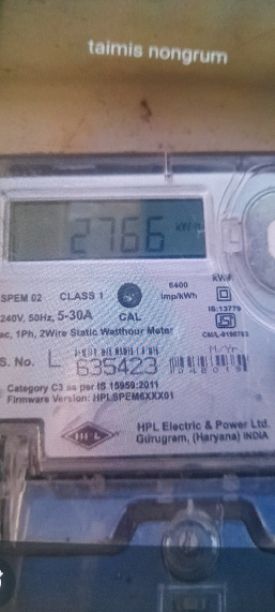 taimis nongrum
2766 kWh
kWh
SPEM 02 CLASS 1 6400 imp/kWh
240V, 50Hz, 5-30A CAL IS:13779
ac, 1Ph, 2Wire Static Watthour Meter
S. No. L 635423
Category C3 as per IS 15959:2011
Firmware Version: HPLSPEM6XXX01
HPL HPL Electric & Power Ltd
Gurugram, (Haryana) INDIA